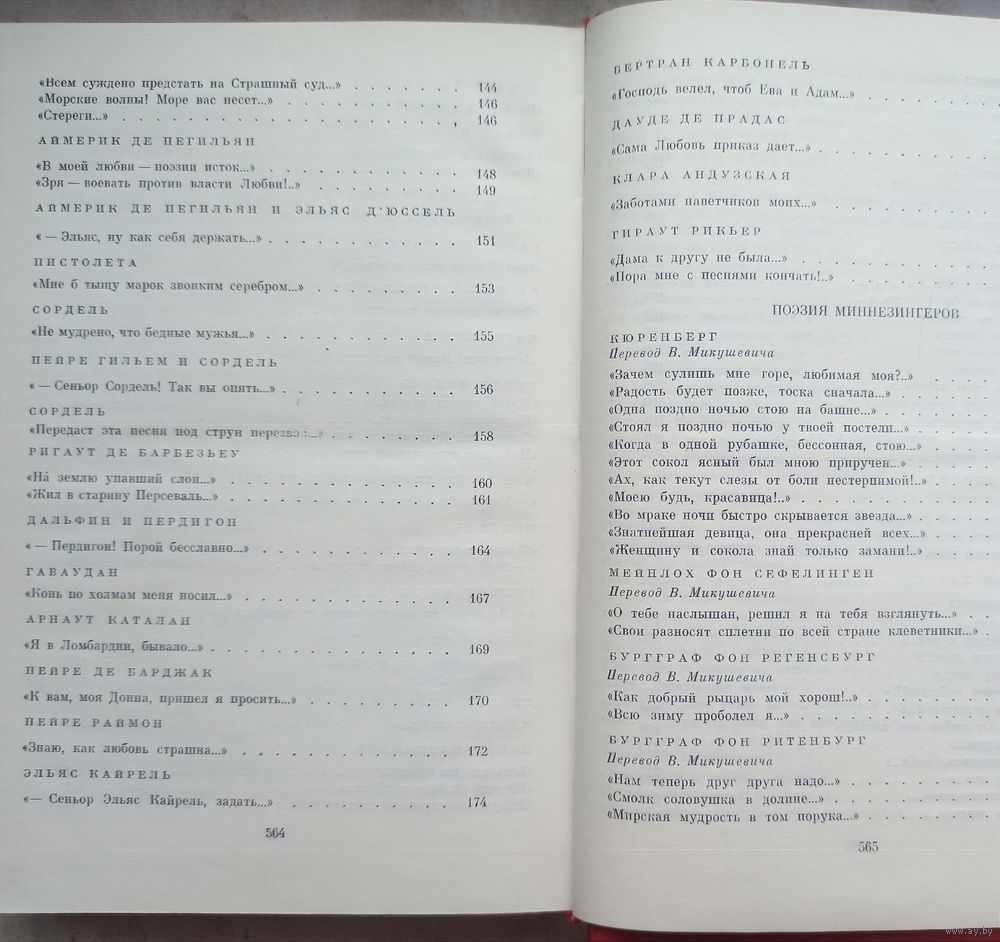 «Всем суждено предстать на Страшный суд...» . . . . . . . 144
«Морские волны! Море вас несет...» . . . . . . . . . . . 146
«Стереги...» . . . . . . . . . . . . . . . . . . . . . 146
АЙМЕРИК ДЕ ПЕГИЛЬЯН
«В моей любви — поэзии исток...» . . . . . . . . . . . . 148
«Зря — воевать против власти Любви!..» . . . . . . . . . 149
АЙМЕРИК ДЕ ПЕГИЛЬЯН И ЭЛЬЯС Д'ЮССЕЛЬ
« — Эльяс, ну как себя держать...» . . . . . . . . . . . 151
ПИСТОЛЕТА
«Мне б тыщу марок звонким серебром...» . . . . . . . . . 153
СОРДЕЛЬ
«Не мудрено, что бедные мужья...» . . . . . . . . . . . 155
ПЕЙРЕ ГИЛЬЕМ И СОРДЕЛЬ
« — Сеньор Сордель! Так вы опять...» . . . . . . . . . . 156
СОРДЕЛЬ
«Передаст эта песня под струн перезвон...» . . . . . . . 158
РИГАУТ ДЕ БАРБЕЗЬЕУ
«На́ землю упавший слон...» . . . . . . . . . . . . . . 160
«Жил в старину Персеваль...» . . . . . . . . . . . . . 161
ДАЛЬФИН И ПЕРДИГОН
« — Пердигон! Порой бесславно...» . . . . . . . . . . . 164
ГАВАУДАН
«Конь по холмам меня носил...» . . . . . . . . . . . . . 167
АРНАУТ КАТАЛАН
«Я в Ломбардии, бывало...» . . . . . . . . . . . . . . 169
ПЕЙРЕ ДЕ БАРДЖАК
«К вам, моя Донна, пришел я просить...» . . . . . . . . 170
ПЕЙРЕ РАЙМОН
«Знаю, как любовь страшна...» . . . . . . . . . . . . . 172
ЭЛЬЯС КАЙРЕЛЬ
«— Сеньор Эльяс Кайрель, задать...» . . . . . . . . . . 174
564
БЕРТРАН КАРБОНЕЛЬ
«Господь велел, чтоб Ева и Адам...» . . . . . . .
ДАУДЕ ДЕ ПРАДАС
«Сама Любовь приказ дает...» . . . . . . . . .
КЛАРА АНДУЗСКАЯ
«Заботами наветчиков моих...» . . . . . . . . .
ГИРАУТ РИКЬЕР
«Дама к другу не была...» . . . . . . . . . .
«Пора мне с песнями кончать!..» . . . . . . . .
ПОЭЗИЯ МИННЕЗИНГЕРОВ
КЮРЕНБЕРГ
Перевод В. Микушевича
«Зачем сулишь мне горе, любимая моя?..» . . . .
«Радость будет позже, тоска сначала...» . . . . .
«Одна поздно ночью стою на башне...» . . . . . .
«Стоял я поздно ночью у твоей постели...» . . . .
«Когда в одной рубашке, бессонная, стою...» . . .
«Этот сокол ясный был мною приручен...» . . . .
«Ах, как текут слезы от боли нестерпимой!..» . . .
«Моею будь, красавица!..» . . . . . . . . . .
«Во мраке ночи быстро скрывается звезда...» . . .
«Знатнейшая девица, она прекрасней всех...» . . .
«Женщину и сокола знай только замани!..» . . . .
МЕЙНЛОХ ФОН СЕФЕЛИНГЕН
Перевод В. Микушевича
«О тебе наслышан, решил я на тебя взглянуть...» . .
«Свои разносят сплетни по всей стране клеветники...» .
БУРГГРАФ ФОН РЕГЕНСБУРГ
Перевод В. Микушевича
«Как добрый рыцарь мой хорош!..» . . . . . . .
«Всю зиму проболел я...» . . . . . . . . . . .
БУРГГРАФ ФОН РИТЕНБУРГ
Перевод В. Микушевича
«Нам теперь друг друга надо...» . . . . . . . .
«Смолк соловушка в долине...» . . . . . . . . .
«Мирская мудрость в том порука...» . . . . . . .
565
www.ay.by